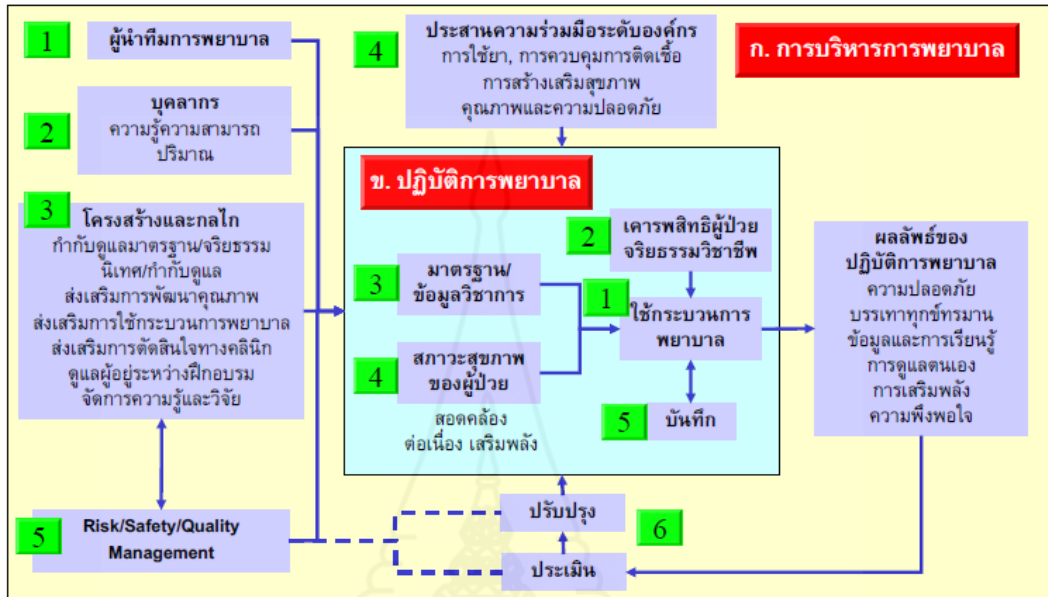 1
ผู้นำทีมการพยาบาล
2
บุคลากร
ความรู้ความสามารถ
ปริมาณ
3
โครงสร้างและกลไก
กำกับดูแลมาตรฐาน/จริยธรรม
นิเทศ/กำกับดูแล
ส่งเสริมการพัฒนาคุณภาพ
ส่งเสริมการใช้กระบวนการพยาบาล
ส่งเสริมการตัดสินใจทางคลินิก
ดูแลผู้อยู่ระหว่างฝึกอบรม
จัดการความรู้และวิจัย
5
Risk/Safety/Quality
Management
4
ประสานความร่วมมือระดับองค์กร
การใช้ยา, การควบคุมการติดเชื้อ
การสร้างเสริมสุขภาพ
คุณภาพและความปลอดภัย
ก. การบริหารการพยาบาล
ข. ปฏิบัติการพยาบาล
2
เคารพสิทธิผู้ป่วย
จริยธรรมวิชาชีพ
3
มาตรฐาน/
ข้อมูลวิชาการ
1
ใช้กระบวนการ
พยาบาล
4
สภาวะสุขภาพ
ของผู้ป่วย
สอดคล้อง
ต่อเนื่อง เสริมพลัง
5
บันทึก
ผลลัพธ์ของ
ปฏิบัติการพยาบาล
ความปลอดภัย
บรรเทาทุกข์ทรมาน
ข้อมูลและการเรียนรู้
การดูแลตนเอง
การเสริมพลัง
ความพึงพอใจ
ปรับปรุง
6
ประเมิน